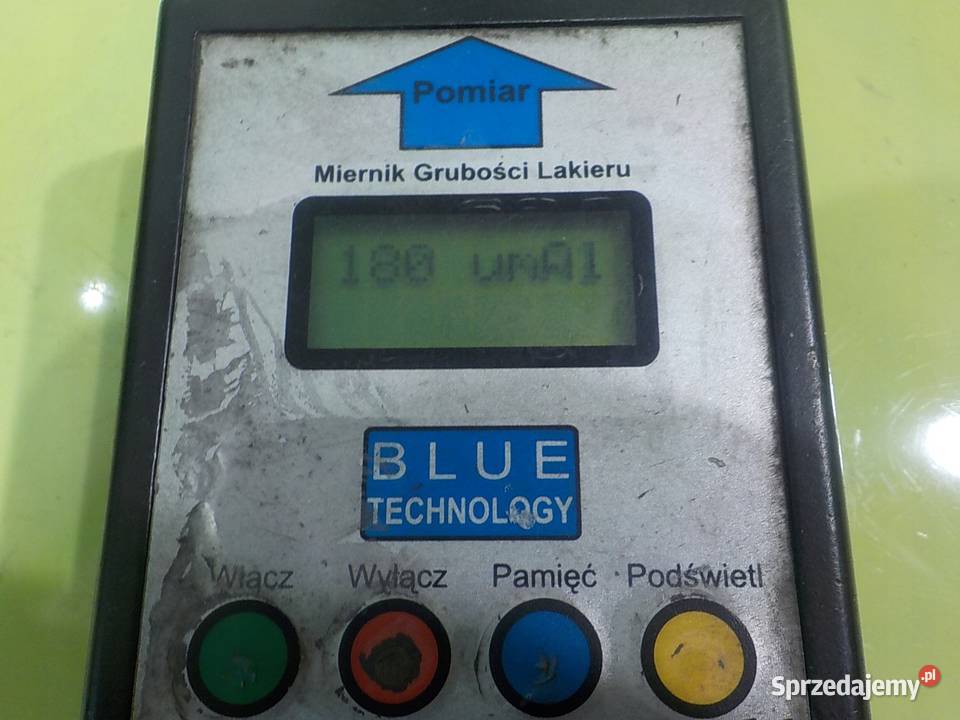 Pomiar
Miernik Grubości Lakieru
180 umAl
BLUE
TECHNOLOGY
Włącz Wyłącz Pamięć Podświetl
Sprzedajemy.pl